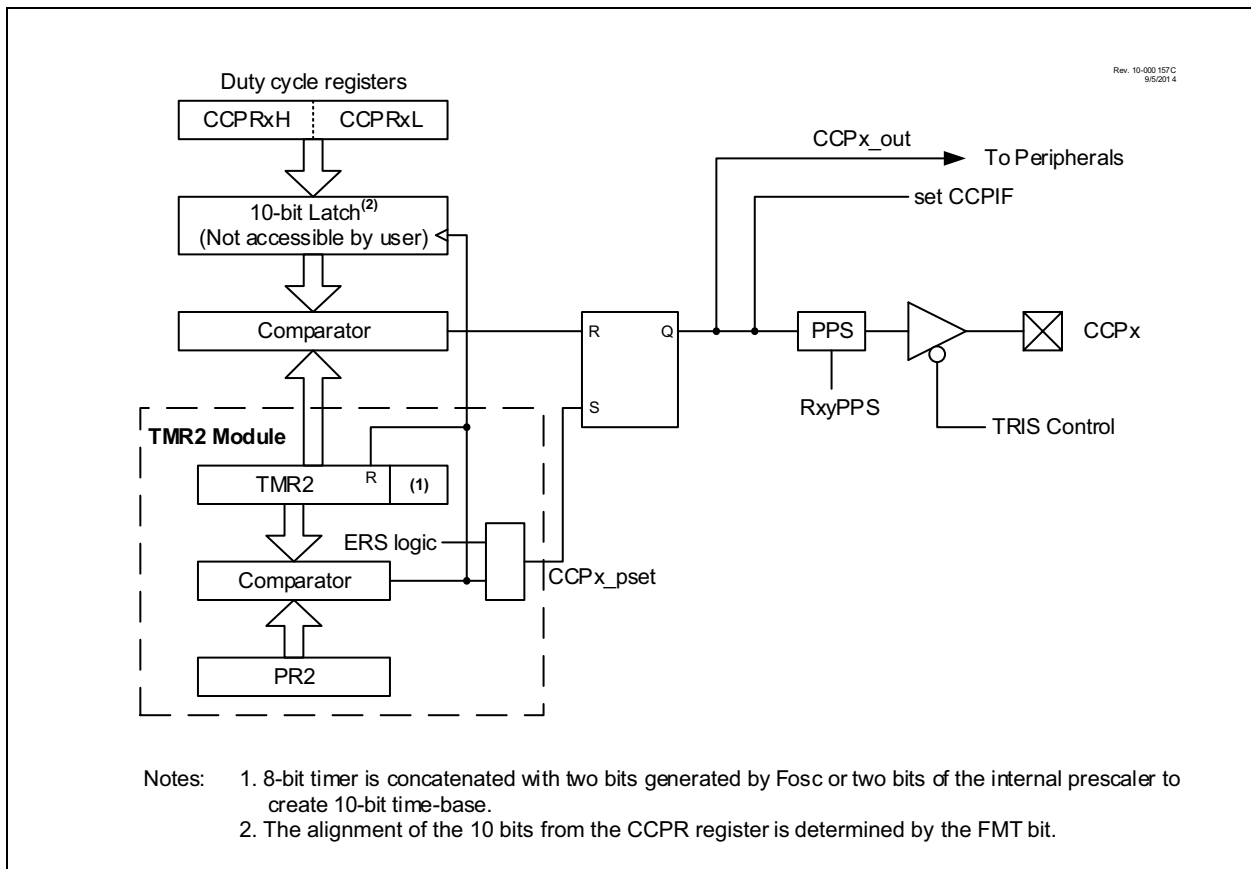 Rev. 10-000 157C
9/5/201 4
Duty cycle registers
CCPRxH CCPRxL
CCPx_out
To Peripherals
set CCPIF
10-bit Latch(2)
(Not accessible by user)
Comparator
R Q
S
PPS
CCPx
RxyPPS
TRIS Control
TMR2 Module
TMR2 R (1)
ERS logic
Comparator
CCPx_pset
PR2
Notes: 1. 8-bit timer is concatenated with two bits generated by Fosc or two bits of the internal prescaler to
create 10-bit time-base.
2. The alignment of the 10 bits from the CCPR register is determined by the FMT bit.